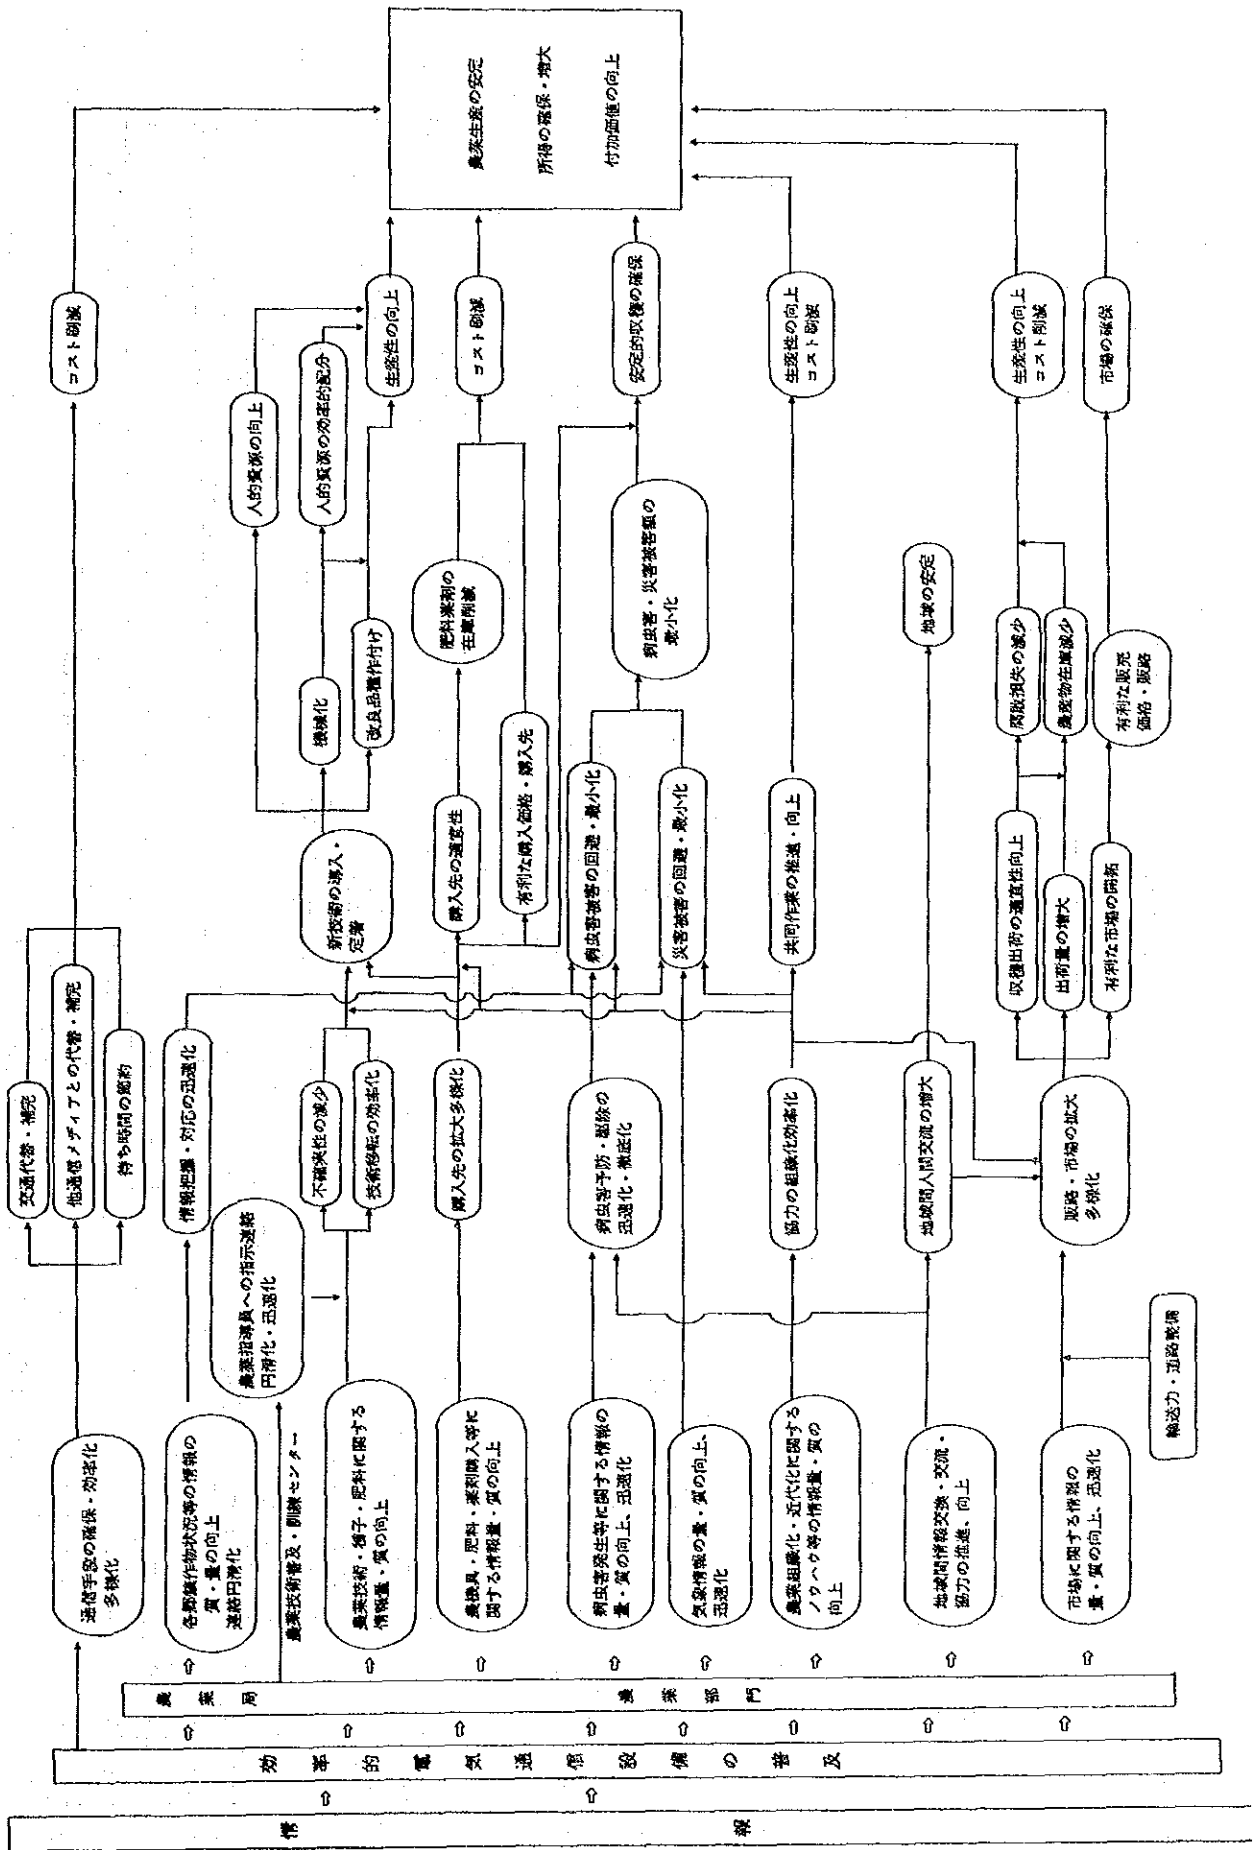 情報
効率的電気通信設備の普及
農業局
農業部門
農業技術普及・訓練センター
通信手段の確保・効率化
多様化
各郷鎮作物状況等の情報の
質・量の向上
連絡円滑化
農業技術・種子・肥料に関する
情報量・質の向上
農機具・肥料・薬剤購入等に
関する情報量・質の向上
病虫害発生等に関する情報の
量・質の向上、迅速化
気象情報の量・質の向上、
迅速化
農業組織化・近代化に関する
ノウハウ等の情報量・質の
向上
地域間情報交換・交流・
協力の推進、向上
市場に関する情報の
量・質の向上、迅速化
輸送力・道路整備
交通代替・補完
他通信メディアとの代替・補完
待ち時間の節約
情報把握・対応の迅速化
農業指導員への指示連絡
円滑化・迅速化
不確実性の減少
技術移転の効率化
購入先の拡大多様化
病虫害予防・駆除の
迅速化・徹底化
協力の組織化効率化
地域間人間交流の増大
販路・市場の拡大
多様化
新技術の導入・
定着
購入先の適宜性
有利な購入価格・購入先
病虫害被害の回避・最小化
災害被害の回避・最小化
共同作業の推進・向上
収穫出荷の適宜性向上
出荷量の増大
有利な市場の開拓
機械化
改良品種作付け
肥料薬剤の
在庫削減
病虫害・災害被害額の
最小化
地域の安定
腐敗損失の減少
農産物在庫減少
有利な販売
価格・販路
人的資源の向上
人的資源の効率的配分
コスト削減
生産性の向上
コスト削減
安定的収穫の確保
生産性の向上
コスト削減
生産性の向上
コスト削減
市場の確保
農業生産の安定
所得の確保・増大
付加価値の向上